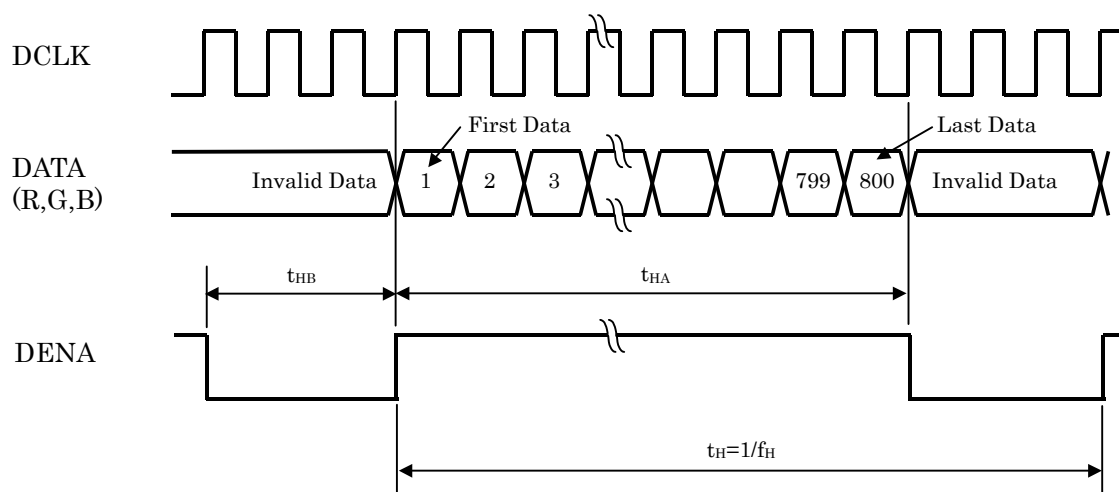 DCLK
First Data
Last Data
DATA
(R,G,B)
Invalid Data
1
2
3
799
800
Invalid Data
tHB
tHA
DENA
tH=1/fH